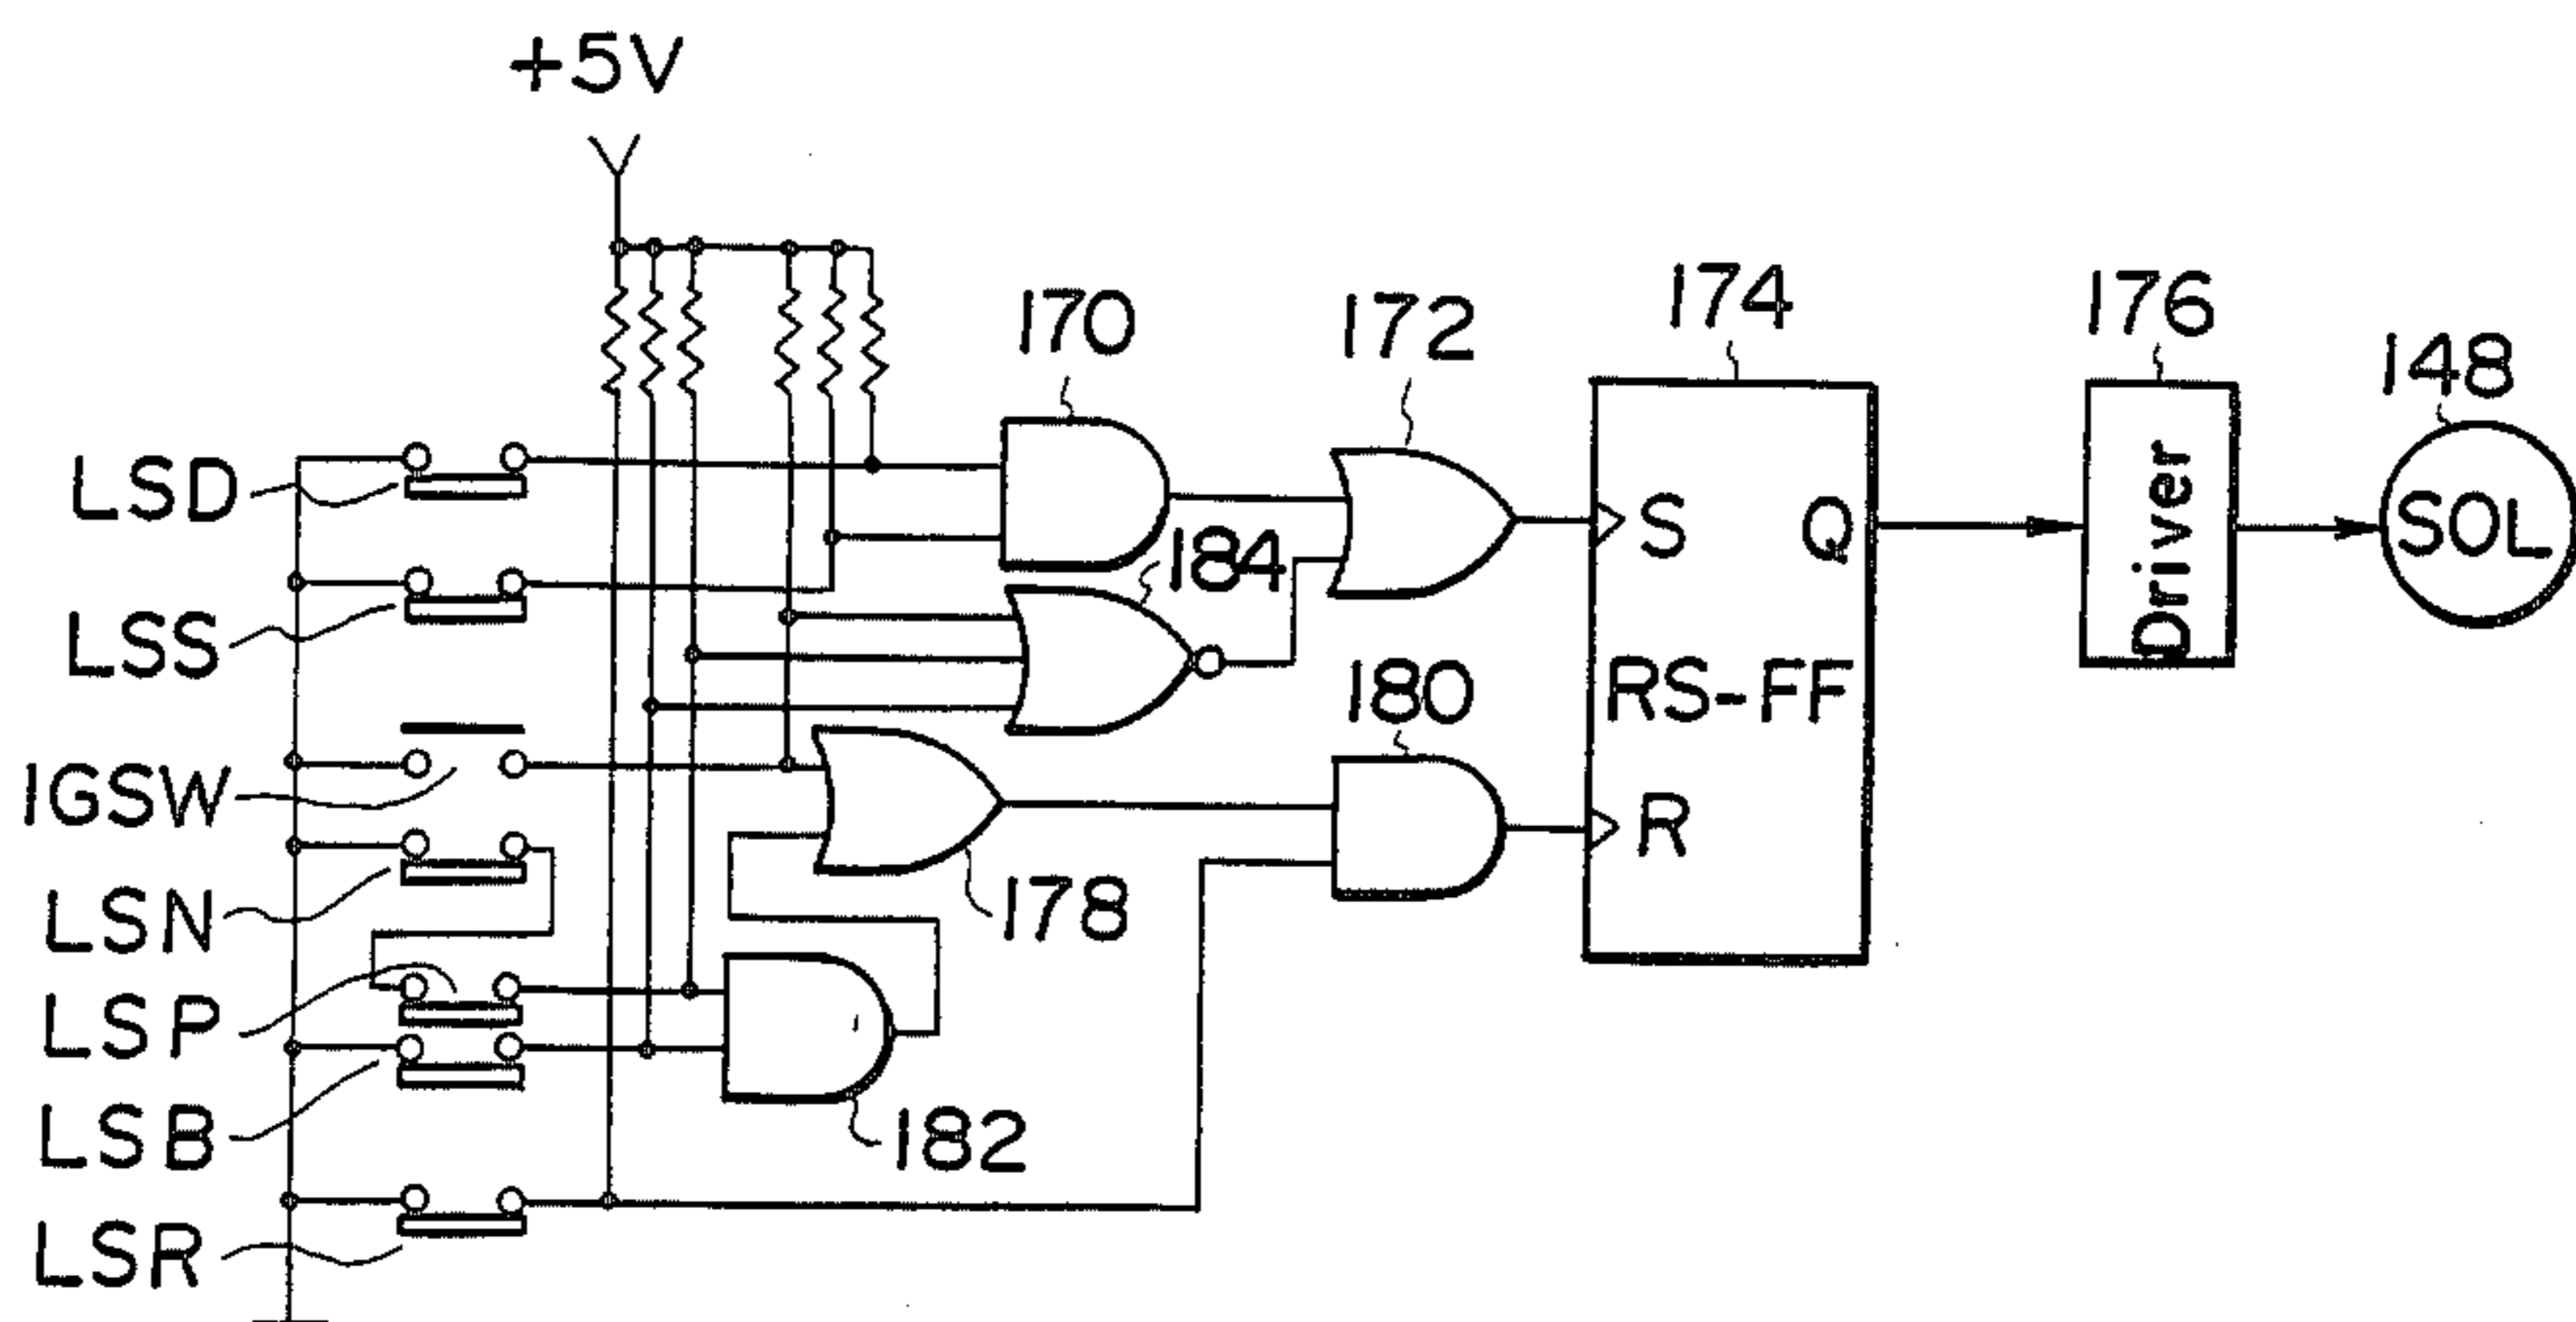 +5V
170
172
174
176
148
LSD
LSS
184
S
Q
Driver
SOL
RS-FF
180
IGSW
R
LSN
178
LSP
LSB
182
LSR